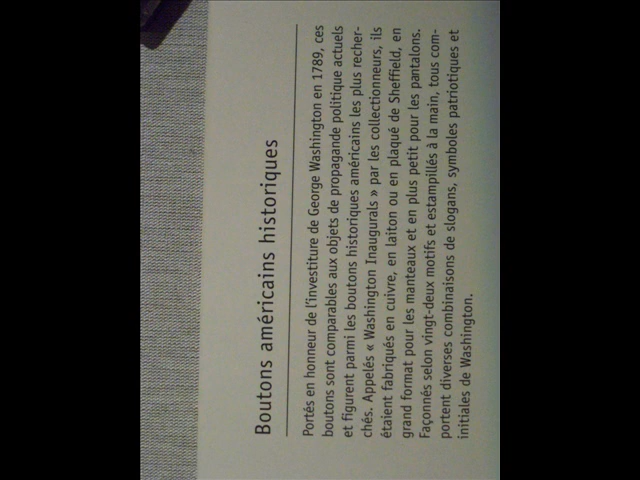 Boutons américains historiques
Portés en honneur de l'investiture de George Washington en 1789, ces
boutons sont comparables aux objets de propagande politique actuels
et figurent parmi les boutons historiques américains les plus recher-
chés. Appelés « Washington Inaugurals » par les collectionneurs, ils
étaient fabriqués en cuivre, en laiton ou en plaqué de Sheffield, en
grand format pour les manteaux et en plus petit pour les pantalons.
Façonnés selon vingt-deux motifs et estampillés à la main, tous com-
portent diverses combinaisons de slogans, symboles patriotiques et
initiales de Washington.